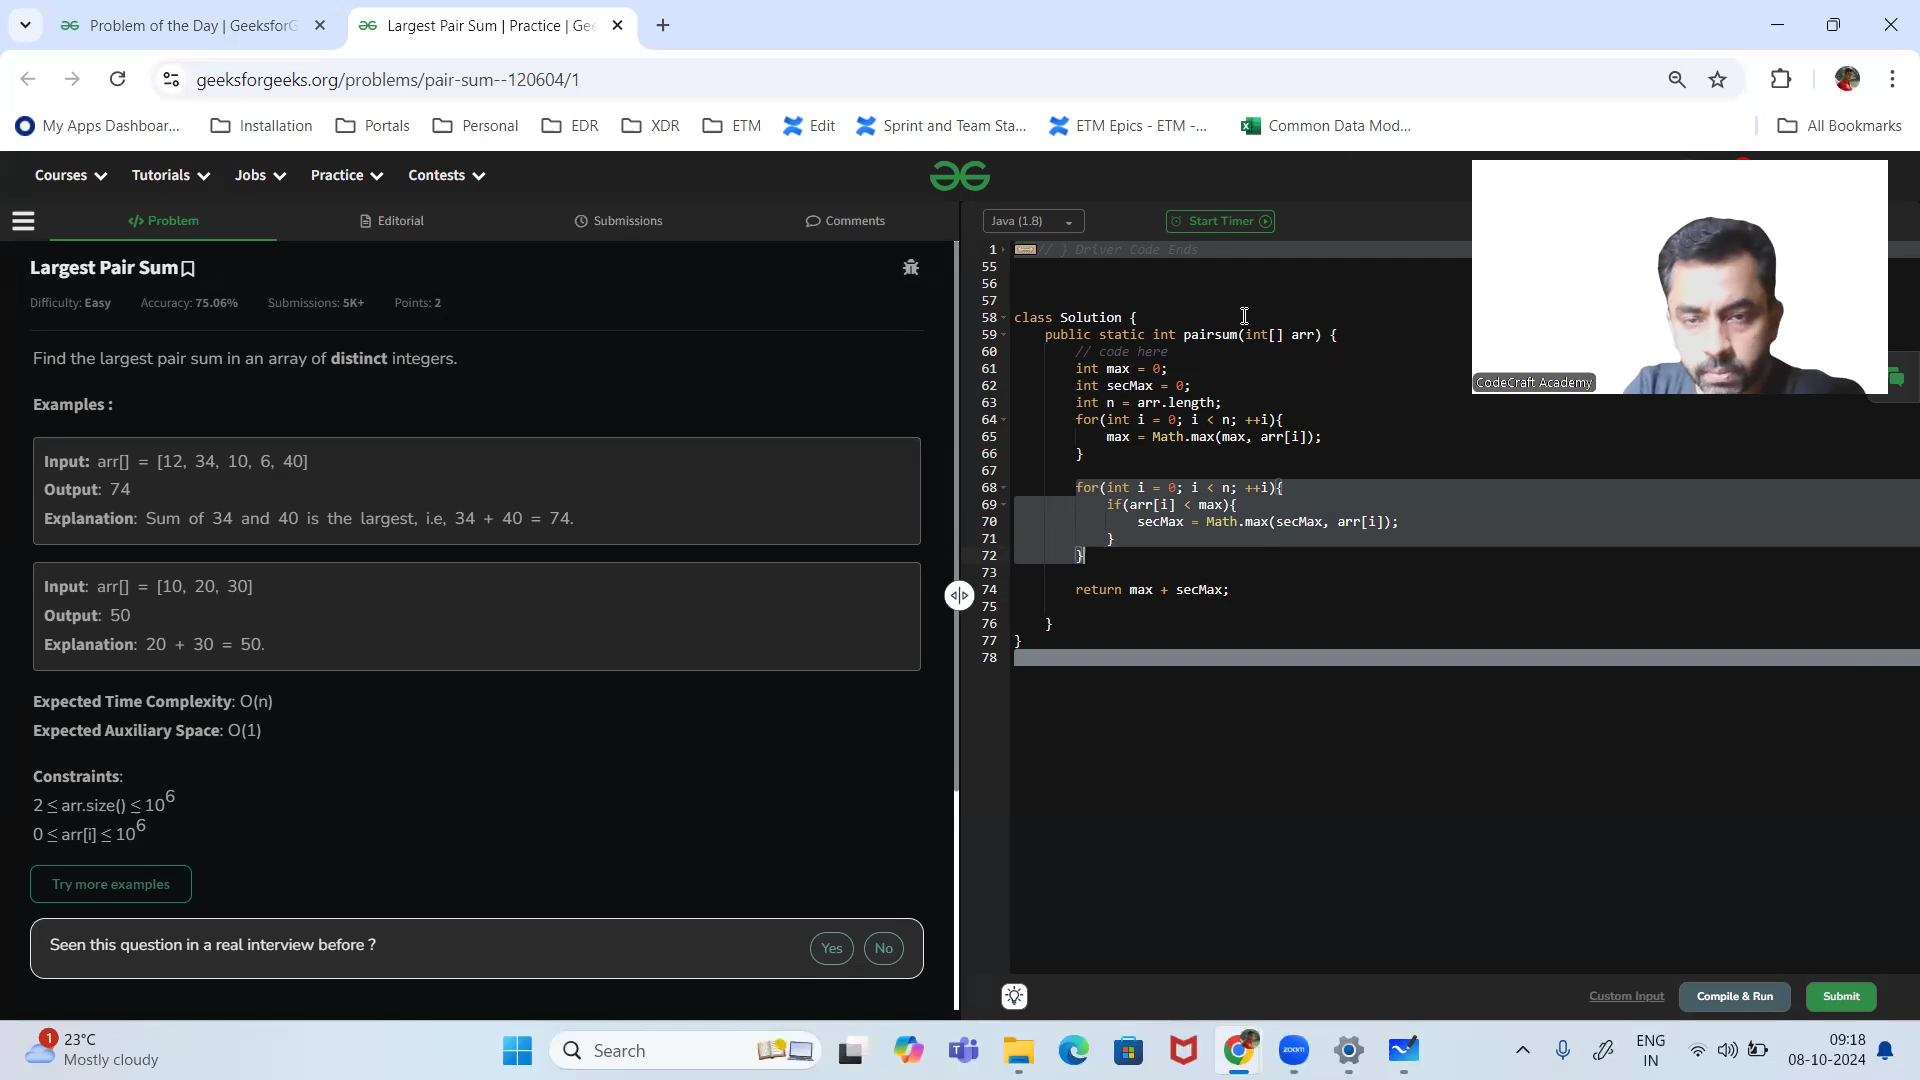 Problem of the Day | GeeksforG
Largest Pair Sum | Practice | Gee
geeksforgeeks.org/problems/pair-sum--120604/1
My Apps Dashboar...
Installation
Portals
Personal
EDR
XDR
ETM
Edit
Sprint and Team Sta...
ETM Epics - ETM -...
Common Data Mod...
All Bookmarks
Courses
Tutorials
Jobs
Practice
Contests
</> Problem
Editorial
Submissions
Comments
Java (1.8)
Start Timer
Largest Pair Sum
Difficulty: Easy
Accuracy: 75.06%
Submissions: 5K+
Points: 2
Find the largest pair sum in an array of distinct integers.
Examples :
Input: arr[] = [12, 34, 10, 6, 40]
Output: 74
Explanation: Sum of 34 and 40 is the largest, i.e, 34 + 40 = 74.
Input: arr[] = [10, 20, 30]
Output: 50
Explanation: 20 + 30 = 50.
Expected Time Complexity: O(n)
Expected Auxiliary Space: O(1)
Constraints:
2 ≤ arr.size() ≤ 10^6
0 ≤ arr[i] ≤ 10^6
Try more examples
Seen this question in a real interview before ?
Yes
No
1 // } Driver Code Ends
55
56
57
58 class Solution {
59 public static int pairsum(int[] arr) {
60 // code here
61 int max = 0;
62 int secMax = 0;
63 int n = arr.length;
64 for(int i = 0; i < n; ++i){
65 max = Math.max(max, arr[i]);
66 }
67
68 for(int i = 0; i < n; ++i){
69 if(arr[i] < max){
70 secMax = Math.max(secMax, arr[i]);
71 }
72 }
73
74 return max + secMax;
75
76 }
77 }
78
CodeCraft Academy
Custom Input
Compile & Run
Submit
1
23°C
Mostly cloudy
Search
zoom
ENG
IN
09:18
08-10-2024